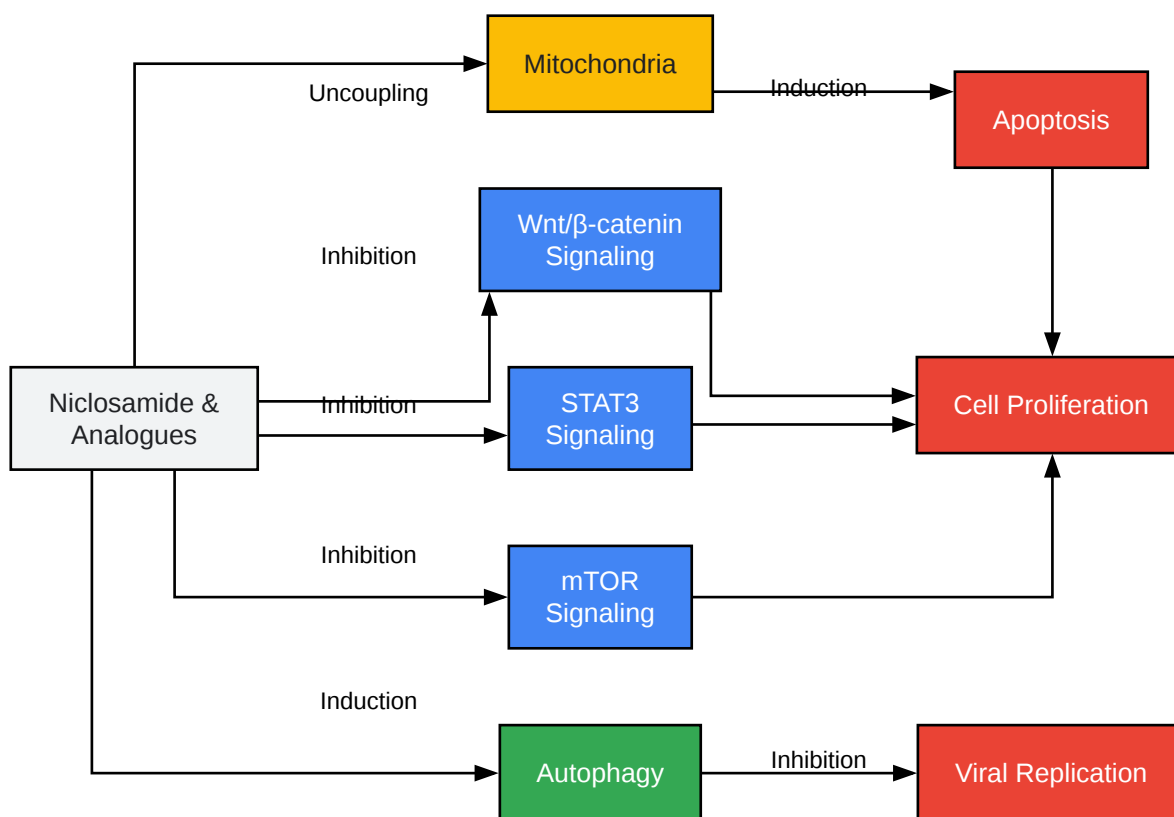 Mitochondria
Uncoupling
Induction
Apoptosis
Wnt/β-catenin
Signaling
Inhibition
Niclosamide &
Analogues
Inhibition
STAT3
Signaling
Cell Proliferation
Inhibition
mTOR
Signaling
Induction
Autophagy
Inhibition
Viral Replication